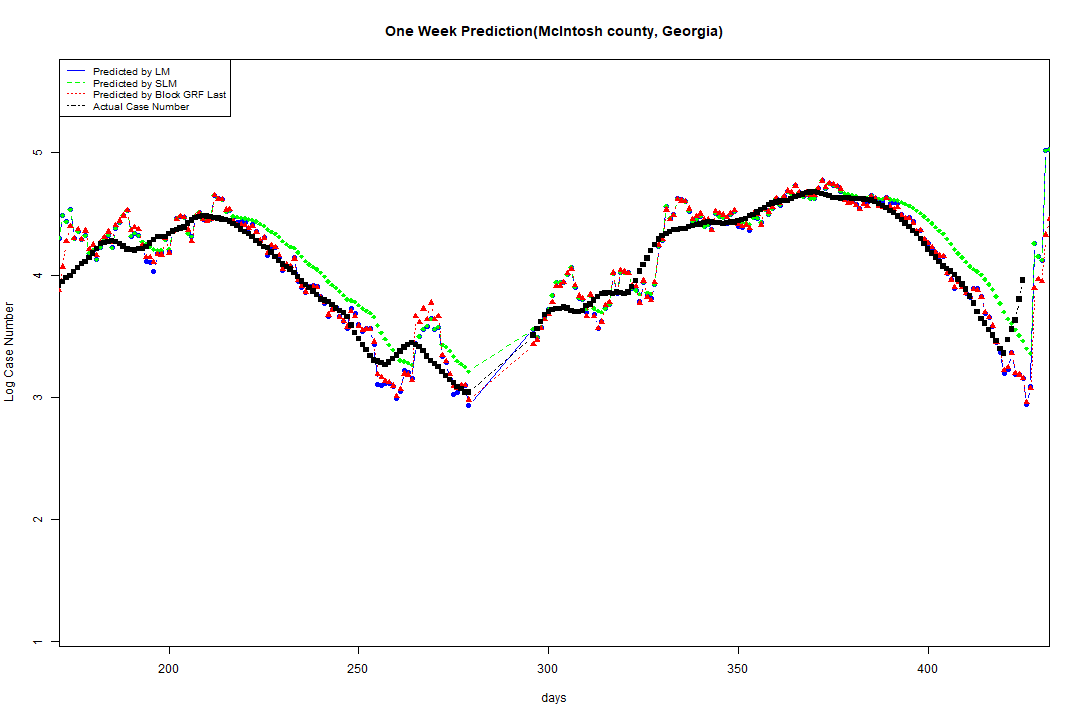 One Week Prediction(McIntosh county, Georgia)
Predicted by LM
Predicted by SLM
Predicted by Block GRF Last
Actual Case Number
5
4
3
2
1
Log Case Number
200 250 300 350 400
days